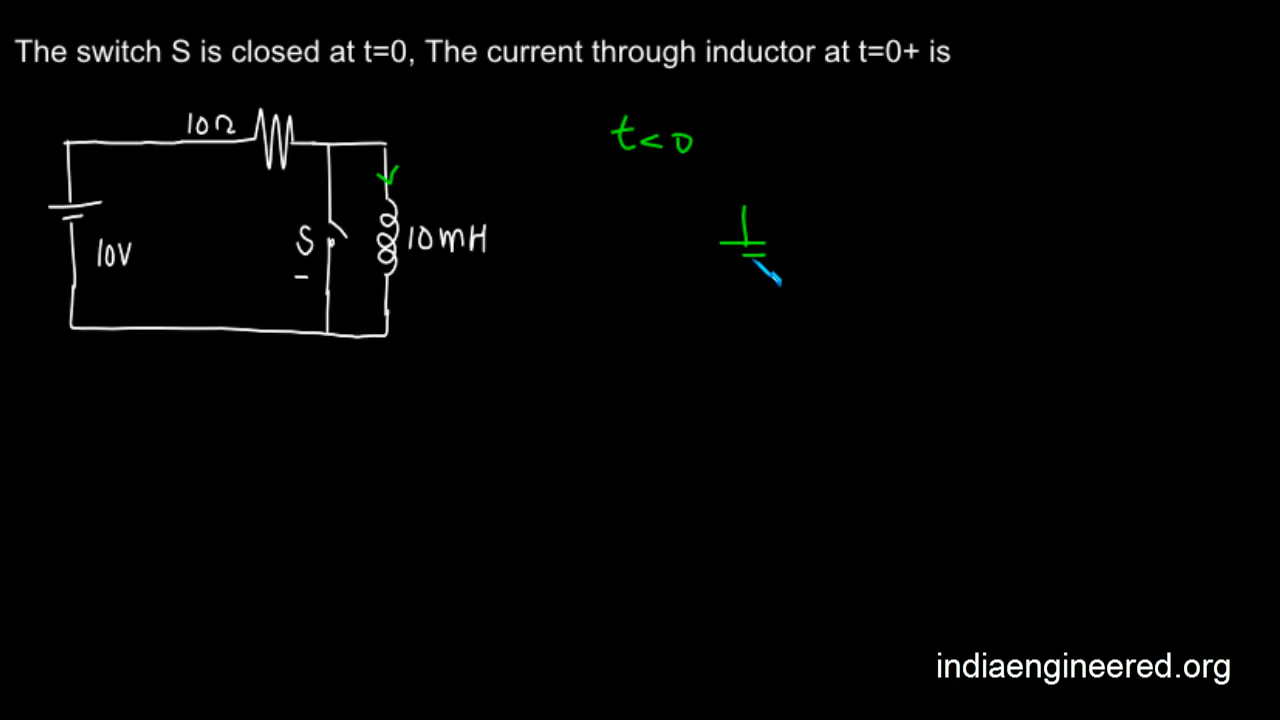 The switch S is closed at t=0, The current through inductor at t=0+ is
10Ω
t<0
S
10mH
10V
indiaengineered.org